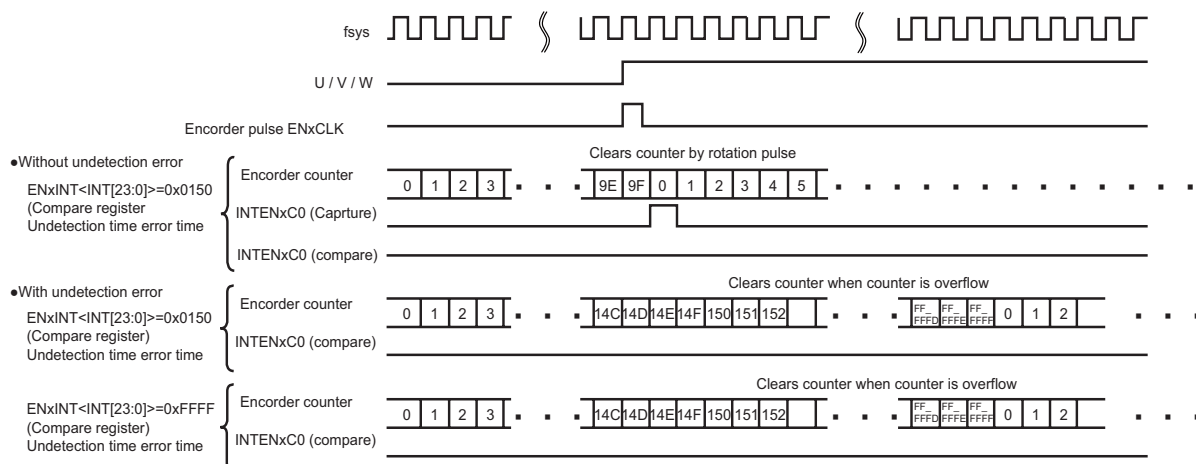 fsys
U / V / W
Encorder pulse ENxCLK
●Without undetection error
ENxINT<INT[23:0]>=0x0150
(Compare register
Undetection time error time
Clears counter by rotation pulse
Encorder counter
0 1 2 3 9E 9F 0 1 2 3 4 5
INTENxC0 (Caprture)
INTENxC0 (compare)
●With undetection error
ENxINT<INT[23:0]>=0x0150
(Compare register)
Undetection time error time
Clears counter when counter is overflow
Encorder counter
0 1 2 3 14C 14D 14E 14F 150 151 152 FF_FFFD FF_FFFE FF_FFFF 0 1 2
INTENxC0 (compare)
ENxINT<INT[23:0]>=0xFFFF
(Compare register)
Undetection time error time
Clears counter when counter is overflow
Encorder counter
0 1 2 3 14C 14D 14E 14F 150 151 152 FF_FFFD FF_FFFE FF_FFFF 0 1 2
INTENxC0 (compare)